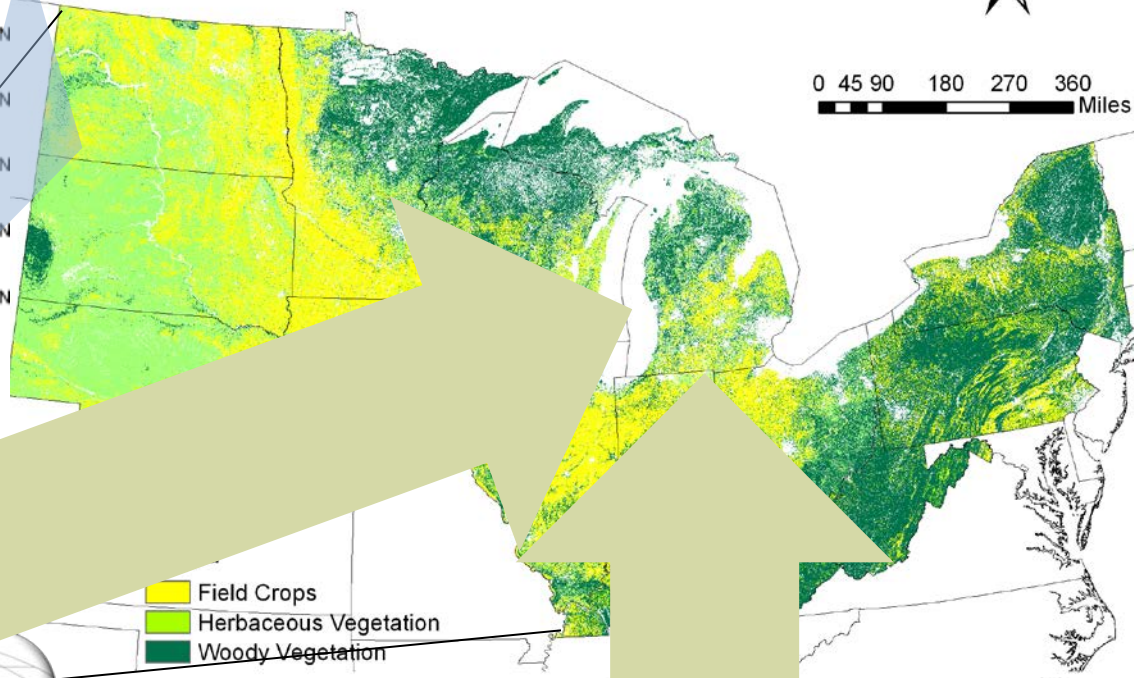 N
N
N
N
N
0 45 90 180 270 360
Miles
Field Crops
Herbaceous Vegetation
Woody Vegetation